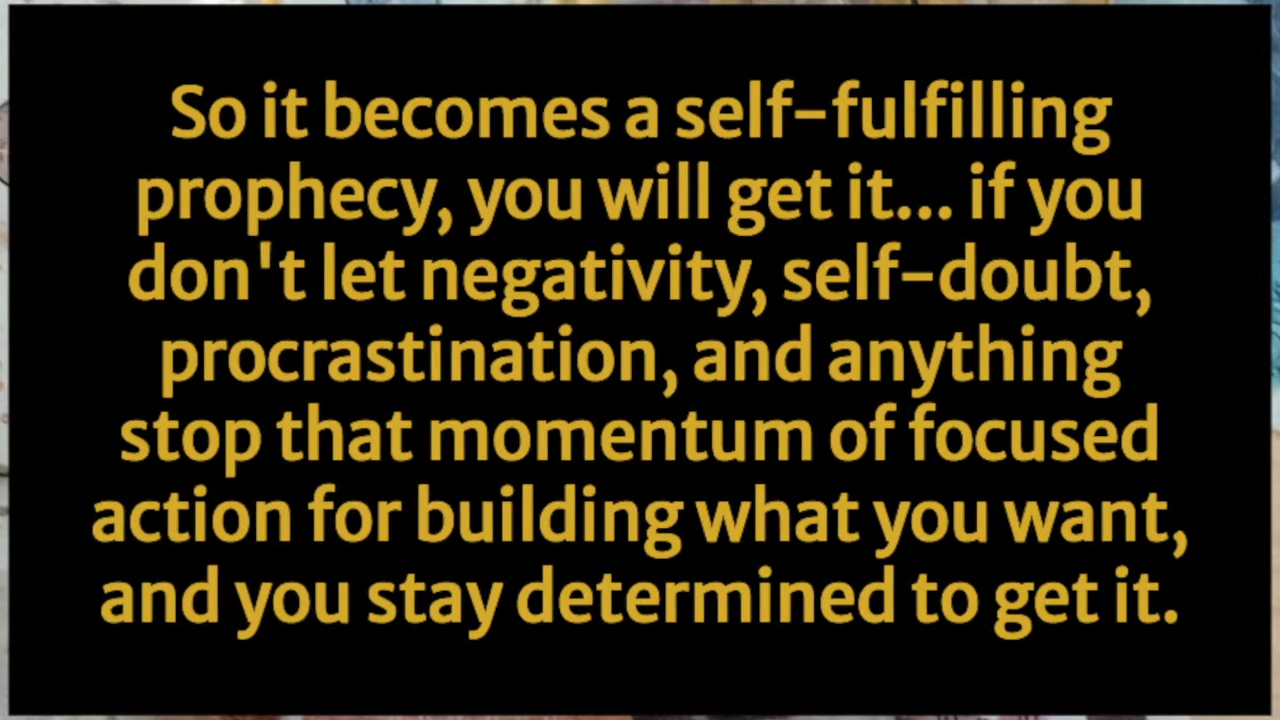 So it becomes a self-fulfilling
prophecy, you will get it... if you
don't let negativity, self-doubt,
procrastination, and anything
stop that momentum of focused
action for building what you want,
and you stay determined to get it.